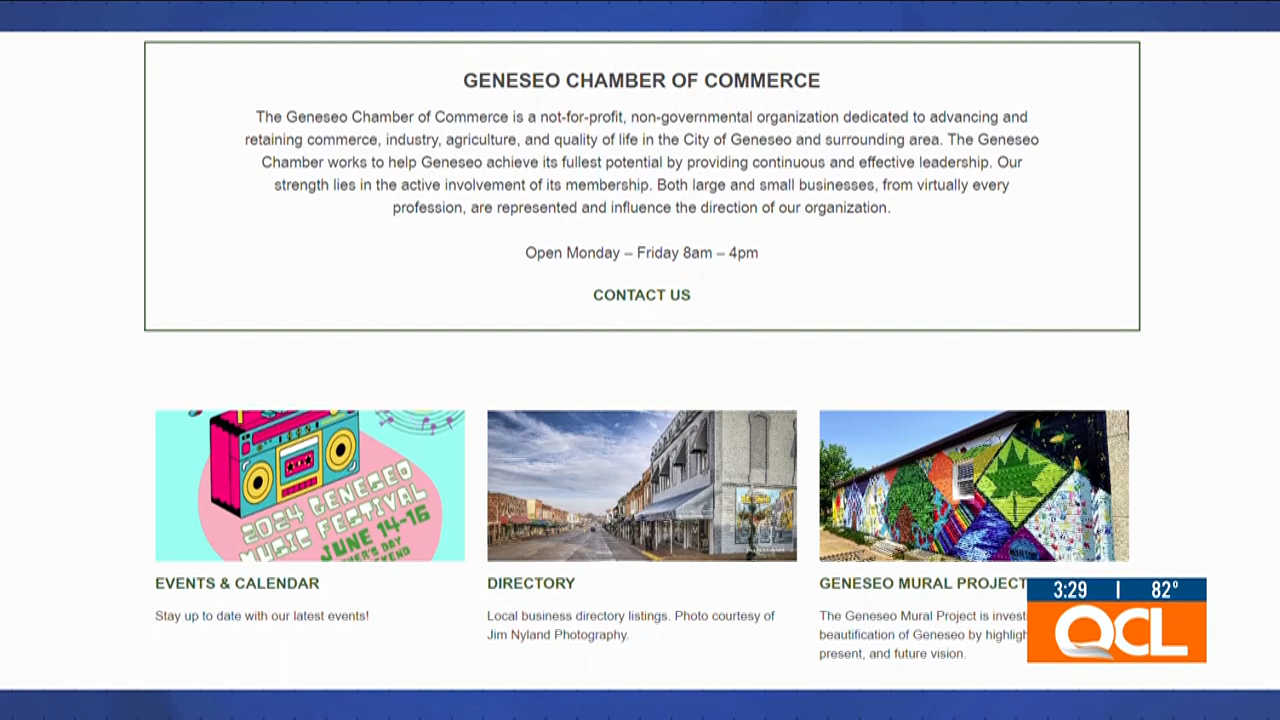 GENESEO CHAMBER OF COMMERCE
The Geneseo Chamber of Commerce is a not-for-profit, non-governmental organization dedicated to advancing and
retaining commerce, industry, agriculture, and quality of life in the City of Geneseo and surrounding area. The Geneseo
Chamber works to help Geneseo achieve its fullest potential by providing continuous and effective leadership. Our
strength lies in the active involvement of its membership. Both large and small businesses, from virtually every
profession, are represented and influence the direction of our organization.
Open Monday – Friday 8am – 4pm
CONTACT US
2024 GENESEO
MUSIC FESTIVAL
JUNE 14-16
EVENTS & CALENDAR
Stay up to date with our latest events!
DIRECTORY
Local business directory listings. Photo courtesy of
Jim Nyland Photography.
GENESEO MURAL PROJECT
The Geneseo Mural Project is invest
beautification of Geneseo by highligh
present, and future vision.
3:29 | 82°
QCL